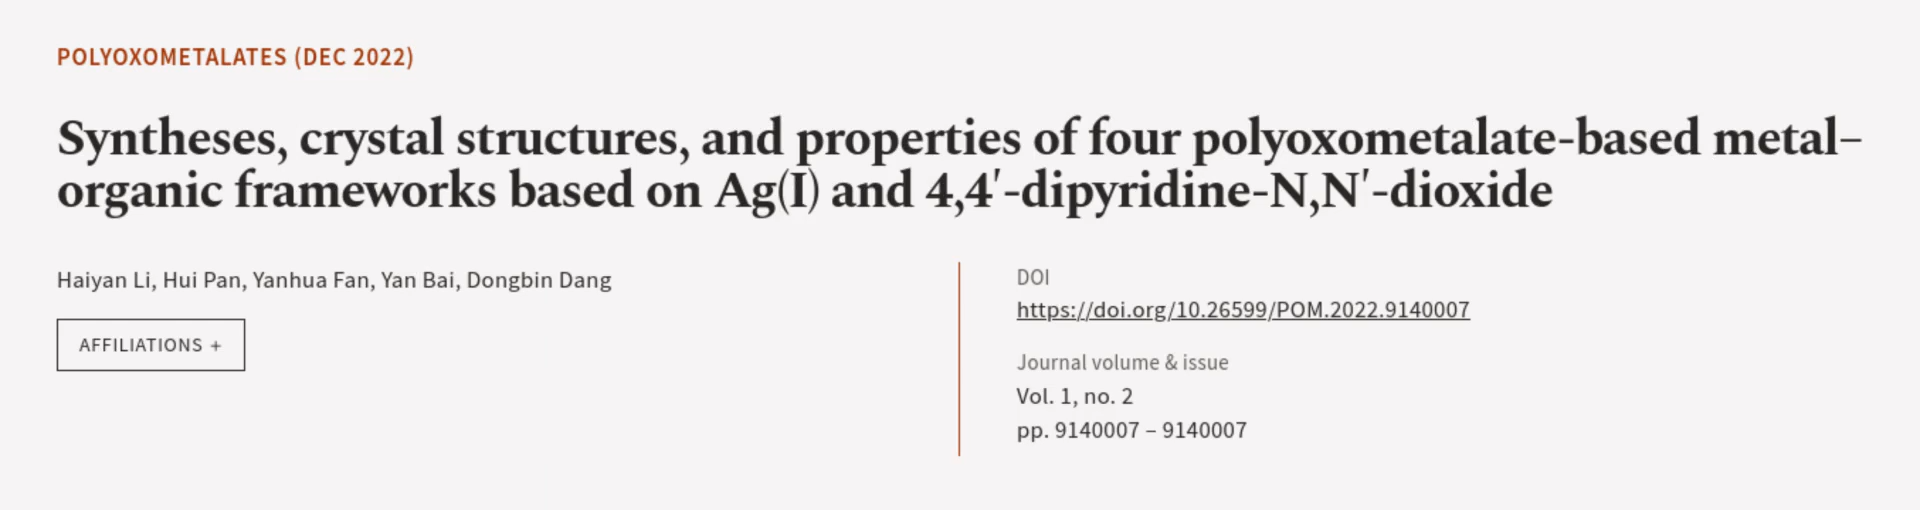 POLYOXOMETALATES (DEC 2022)
Syntheses, crystal structures, and properties of four polyoxometalate-based metal–
organic frameworks based on Ag(I) and 4,4′-dipyridine-N,N′-dioxide
Haiyan Li, Hui Pan, Yanhua Fan, Yan Bai, Dongbin Dang
AFFILIATIONS +
DOI
https://doi.org/10.26599/POM.2022.9140007
Journal volume & issue
Vol. 1, no. 2
pp. 9140007 – 9140007